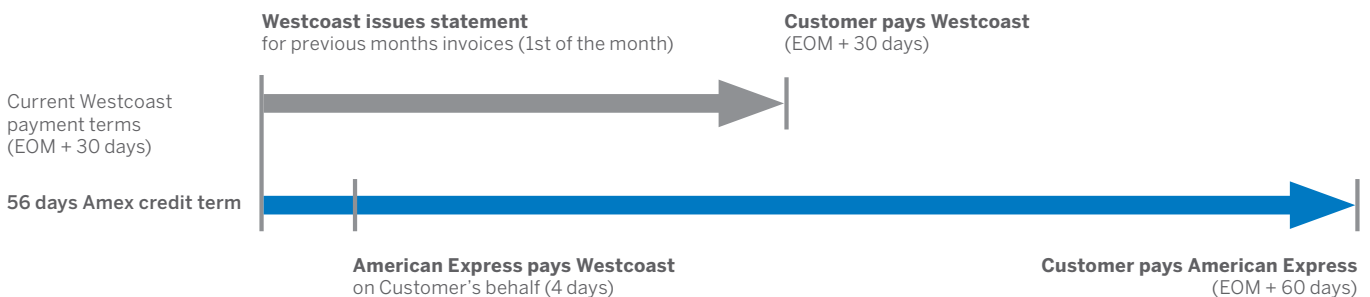 Westcoast issues statement
for previous months invoices (1st of the month)
Customer pays Westcoast
(EOM + 30 days)
Current Westcoast
payment terms
(EOM + 30 days)
56 days Amex credit term
American Express pays Westcoast
on Customer's behalf (4 days)
Customer pays American Express
(EOM + 60 days)